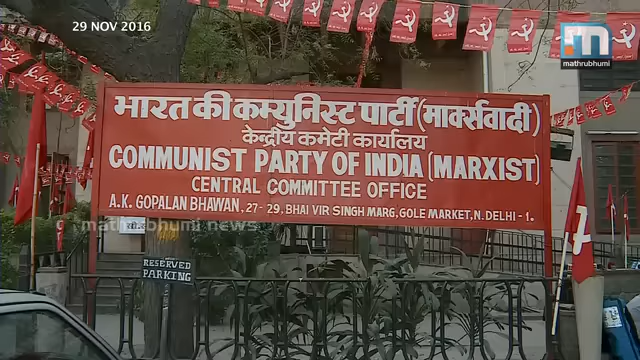 29 NOV 2016
m
mathrubhumi
भारत की कम्युनिस्ट पार्टी (मार्क्सवादी)
केन्द्रीय कमेटी कार्यालय
COMMUNIST PARTY OF INDIA (MARXIST)
CENTRAL COMMITTEE OFFICE
A.K. GOPALAN BHAWAN, 27-29, BHAI VIR SINGH MARG, GOLE MARKET, N. DELHI - 1.
mathrubhumi news
RESERVED
PARKING